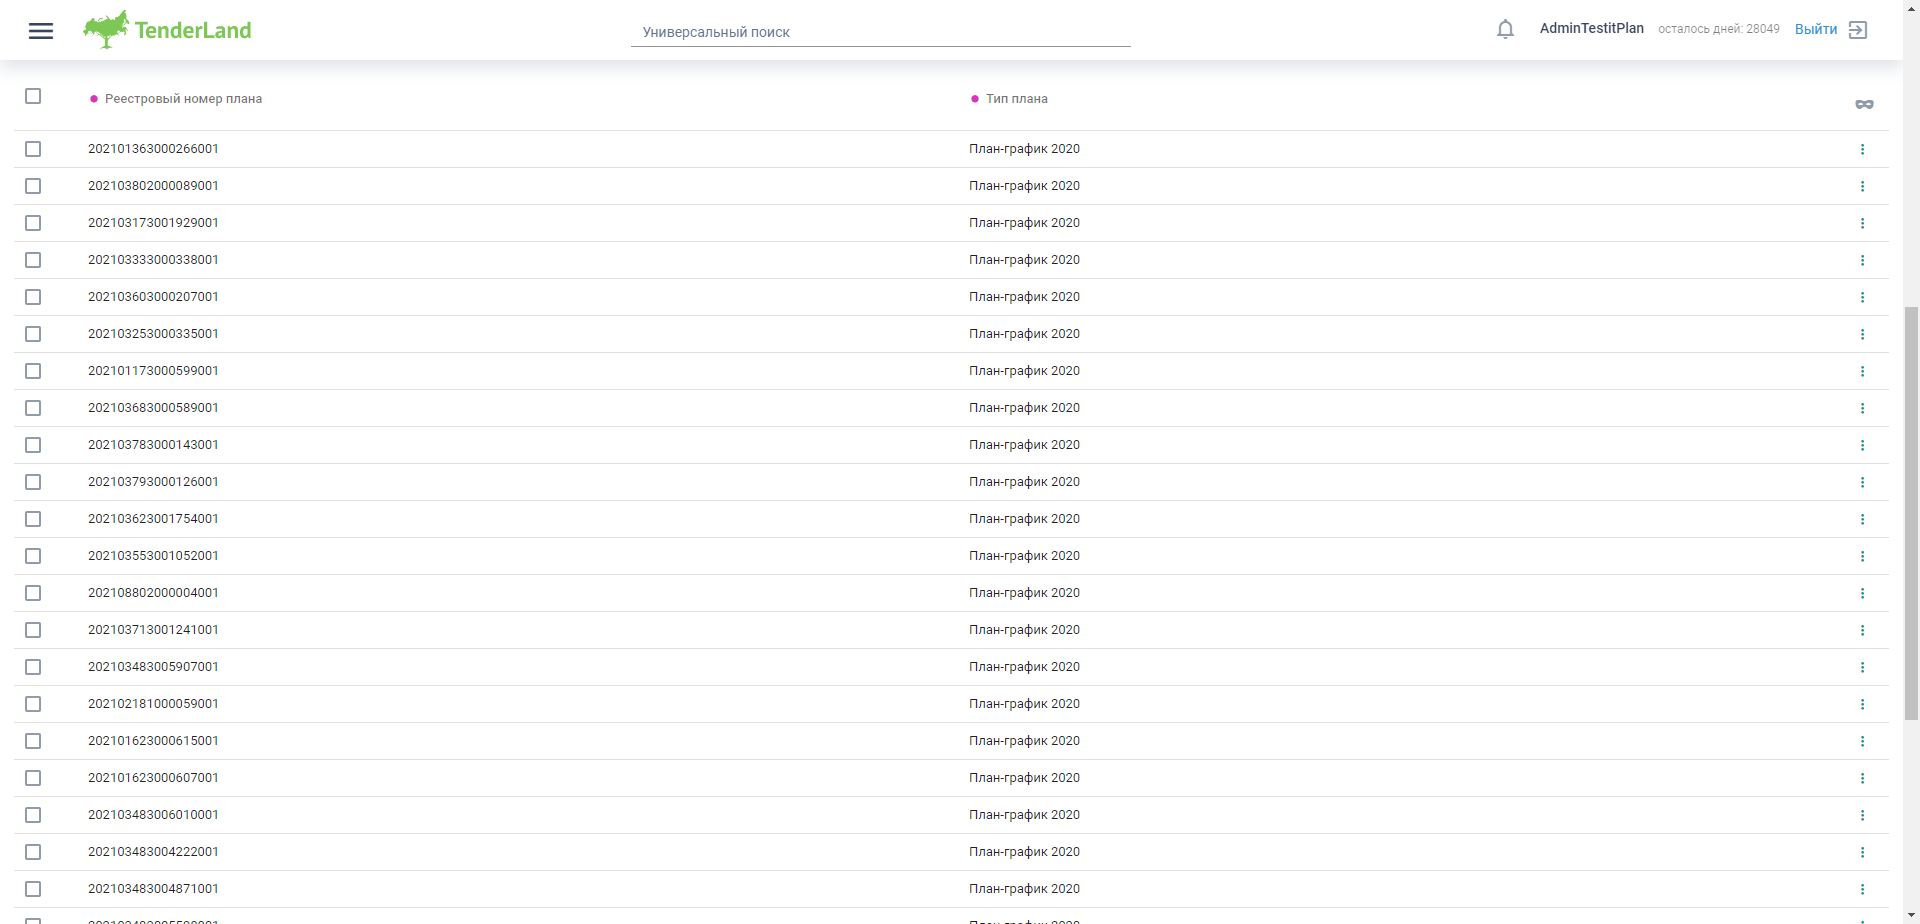 TenderLand
Универсальный поиск
AdminTestitPlan осталось дней: 28049 Выйти
Реестровый номер плана Тип плана
202101363000266001 План-график 2020
202103802000089001 План-график 2020
202103173001929001 План-график 2020
202103333000338001 План-график 2020
202103603000207001 План-график 2020
202103253000335001 План-график 2020
202101173000599001 План-график 2020
202103683000589001 План-график 2020
202103783000143001 План-график 2020
202103793000126001 План-график 2020
202103623001754001 План-график 2020
202103553001052001 План-график 2020
202108802000004001 План-график 2020
202103713001241001 План-график 2020
202103483005907001 План-график 2020
202102181000059001 План-график 2020
202101623000615001 План-график 2020
202101623000607001 План-график 2020
202103483006010001 План-график 2020
202103483004222001 План-график 2020
202103483004871001 План-график 2020
План-график 2020